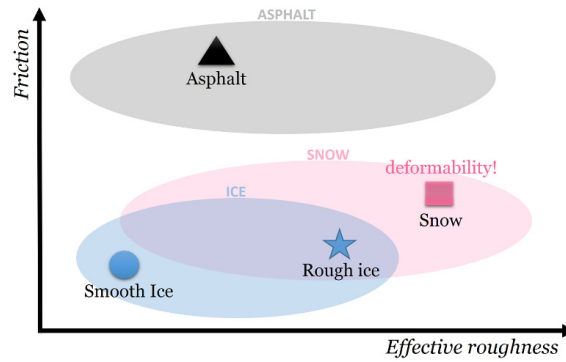 ASPHALT
Friction
Asphalt
SNOW
deformability!
ICE
Snow
Rough ice
Smooth Ice
Effective roughness